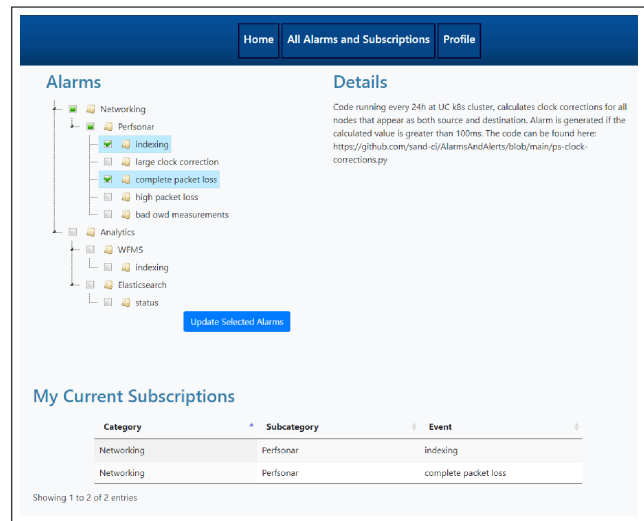 Home All Alarms and Subscriptions Profile
Alarms
Networking
Perfsonar
indexing
large clock correction
complete packet loss
high packet loss
bad owd measurements
Analytics
WFMS
indexing
Elasticsearch
status
Update Selected Alarms
Details
Code running every 24h at UC k8s cluster, calculates clock corrections for all
nodes that appear as both source and destination. Alarm is generated if the
calculated value is greater than 100ms. The code can be found here:
https://github.com/sand-ci/AlarmsAndAlerts/blob/main/ps-clock-
corrections.py
My Current Subscriptions
Category Subcategory Event
Networking Perfsonar indexing
Networking Perfsonar complete packet loss
Showing 1 to 2 of 2 entries